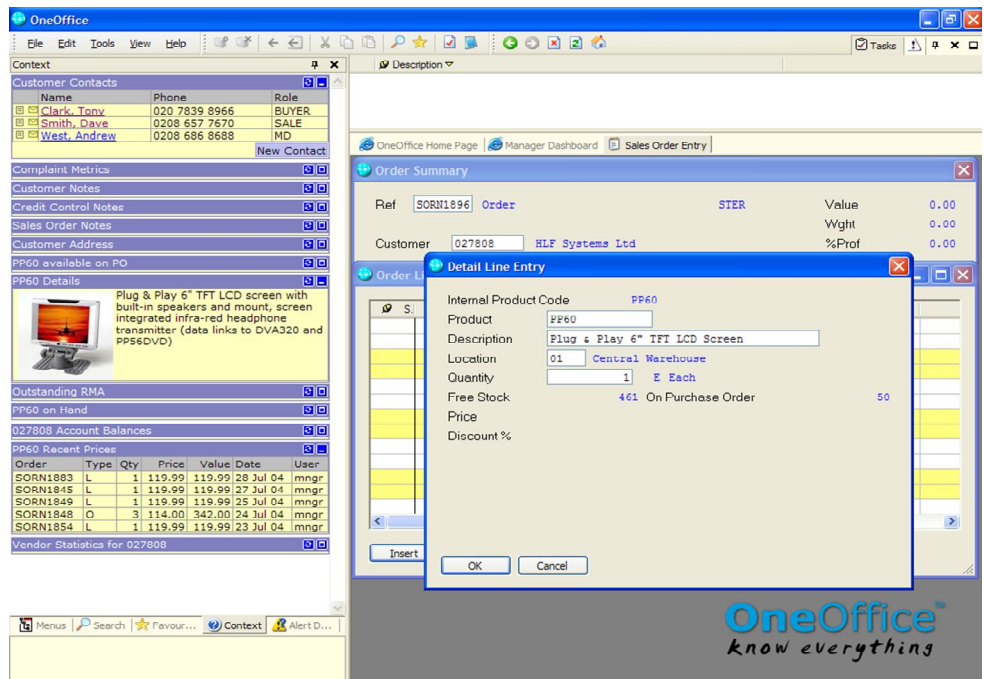 OneOffice
File Edit Tools View Help
Tasks
Context
Description
Customer Contacts
Name Phone Role
Clark, Tony 020 7839 8966 BUYER
Smith, Dave 0208 657 7670 SALE
West, Andrew 0208 686 8688 MD
New Contact
Complaint Metrics
Customer Notes
Credit Control Notes
Sales Order Notes
Customer Address
PP60 available on PO
PP60 Details
Plug & Play 6" TFT LCD screen with
built-in speakers and mount, screen
integrated infra-red headphone
transmitter (data links to DVA320 and
PP56DVD)
Outstanding RMA
PP60 on Hand
027808 Account Balances
PP60 Recent Prices
Order Type Qty Price Value Date User
SORN1883 L 1 119.99 119.99 28 Jul 04 mngr
SORN1845 L 1 119.99 119.99 27 Jul 04 mngr
SORN1849 L 1 119.99 119.99 25 Jul 04 mngr
SORN1848 O 3 114.00 342.00 24 Jul 04 mngr
SORN1854 L 1 119.99 119.99 23 Jul 04 mngr
Vendor Statistics for 027808
Menus Search Favour... Context Alert D...
OneOffice Home Page Manager Dashboard Sales Order Entry
Order Summary
Ref SORN1896 Order STER Value 0.00
Wght 0.00
Customer 027808 HLF Systems Ltd %Prof 0.00
Order Li
S.
Insert
Detail Line Entry
Internal Product Code PP60
Product PP60
Description Plug & Play 6" TFT LCD Screen
Location 01 Central Warehouse
Quantity 1 E Each
Free Stock 461 On Purchase Order 50
Price
Discount %
OK Cancel
OneOffice™
know everything